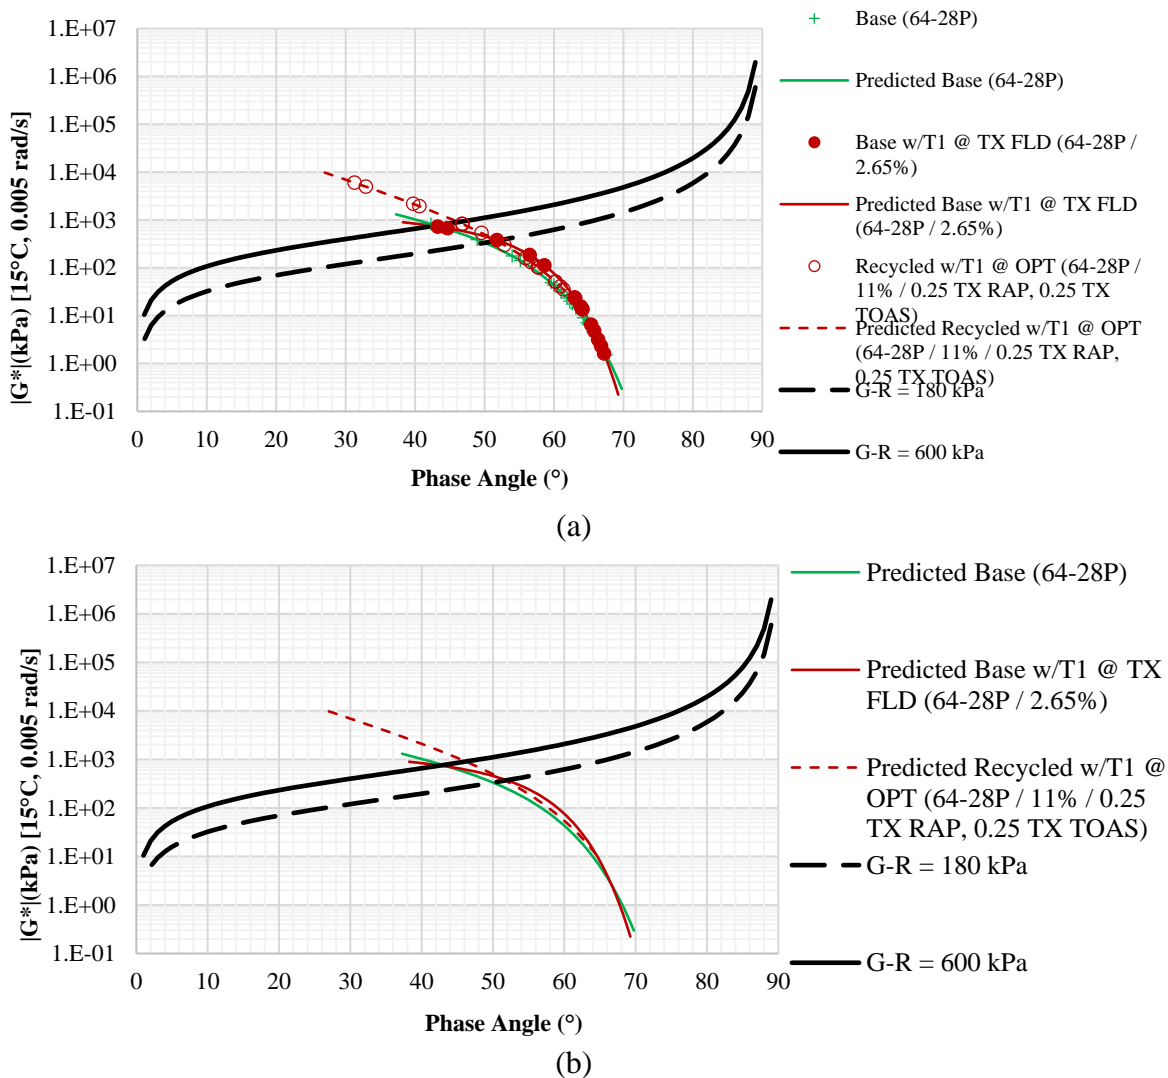 1.E+07
1.E+06
1.E+05
1.E+04
1.E+03
1.E+02
1.E+01
1.E+00
1.E-01
|G*|(kPa) [15°C, 0.005 rad/s]
0 10 20 30 40 50 60 70 80 90
Phase Angle (°)
Base (64-28P)
Predicted Base (64-28P)
Base w/T1 @ TX FLD (64-28P /
2.65%)
Predicted Base w/T1 @ TX FLD
(64-28P / 2.65%)
Recycled w/T1 @ OPT (64-28P /
11% / 0.25 TX RAP, 0.25 TX
TOAS)
Predicted Recycled w/T1 @ OPT
(64-28P / 11% / 0.25 TX RAP,
0.25 TX TOAS)
G-R = 180 kPa
G-R = 600 kPa
(a)
1.E+07
1.E+06
1.E+05
1.E+04
1.E+03
1.E+02
1.E+01
1.E+00
1.E-01
|G*|(kPa) [15°C, 0.005 rad/s]
0 10 20 30 40 50 60 70 80 90
Phase Angle (°)
Predicted Base (64-28P)
Predicted Base w/T1 @ TX
FLD (64-28P / 2.65%)
Predicted Recycled w/T1 @
OPT (64-28P / 11% / 0.25
TX RAP, 0.25 TX TOAS)
G-R = 180 kPa
G-R = 600 kPa
(b)